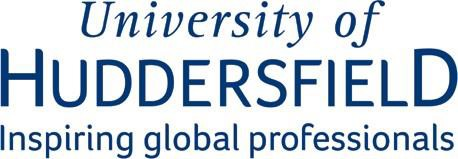 University of
HUDDERSFIELD
Inspiring global professionals